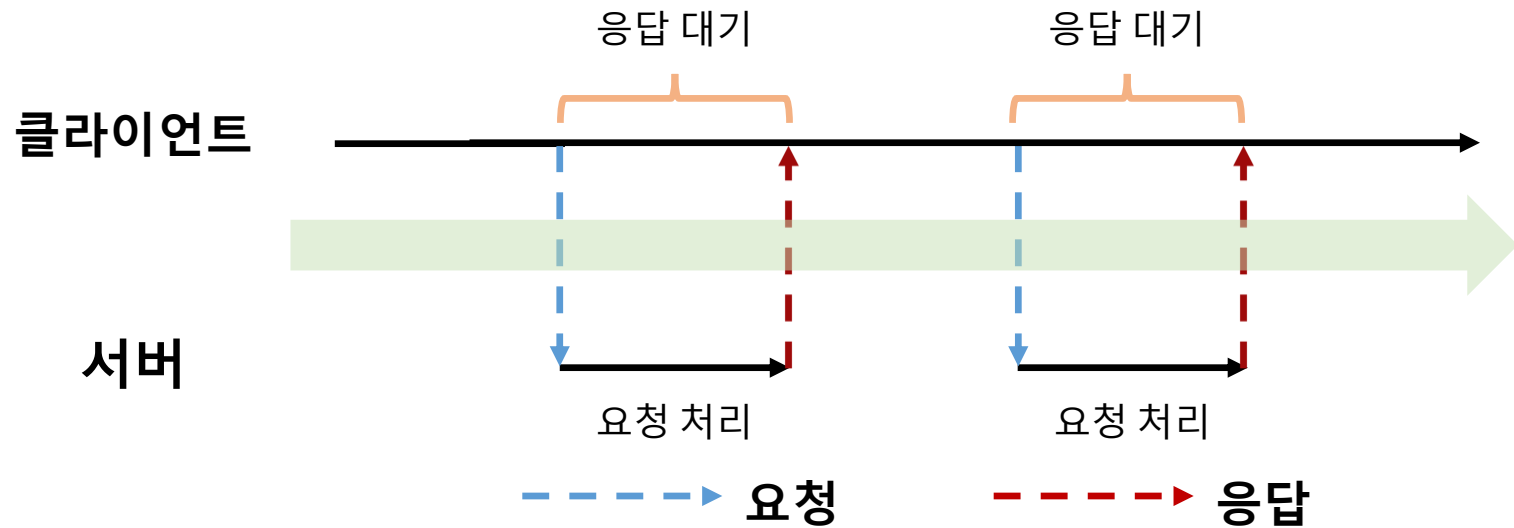 응답 대기
응답 대기
클라이언트
서버
요청 처리
요청 처리
요청
응답